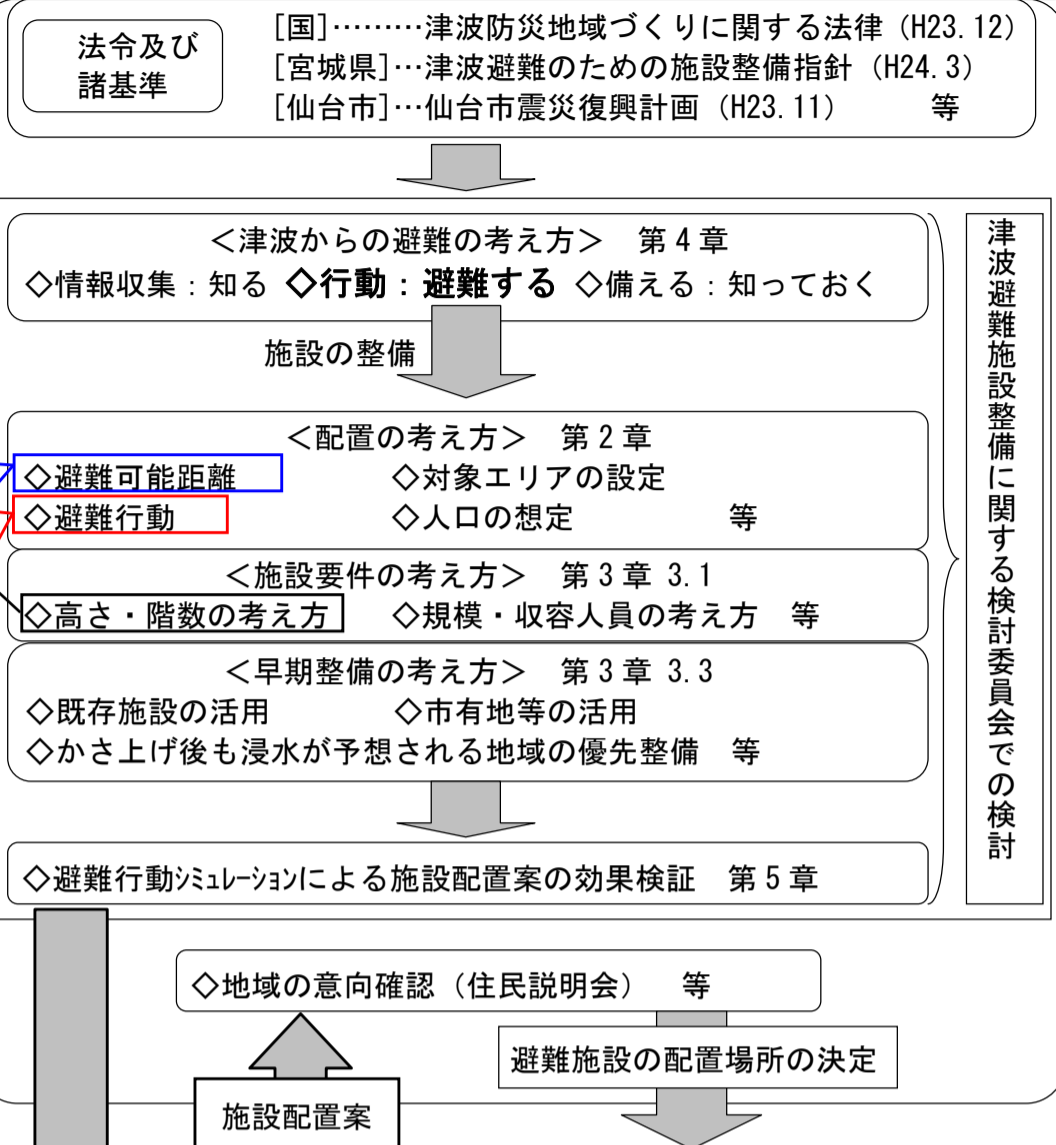 法令及び
諸基準
[国]………津波防災地域づくりに関する法律(H23.12)
[宮城県]…津波避難のための施設整備指針(H24.3)
[仙台市]…仙台市震災復興計画(H23.11) 等
<津波からの避難の考え方> 第4章
◇情報収集:知る ◇行動:避難する ◇備える:知っておく
施設の整備
<配置の考え方> 第2章
◇避難可能距離 ◇対象エリアの設定
◇避難行動 ◇人口の想定 等
<施設要件の考え方> 第3章 3.1
◇高さ・階数の考え方 ◇規模・収容人員の考え方 等
<早期整備の考え方> 第3章 3.3
◇既存施設の活用 ◇市有地等の活用
◇かさ上げ後も浸水が予想される地域の優先整備 等
◇避難行動シミュレーションによる施設配置案の効果検証 第5章
津波避難施設整備に関する検討委員会での検討
◇地域の意向確認(住民説明会) 等
避難施設の配置場所の決定
施設配置案